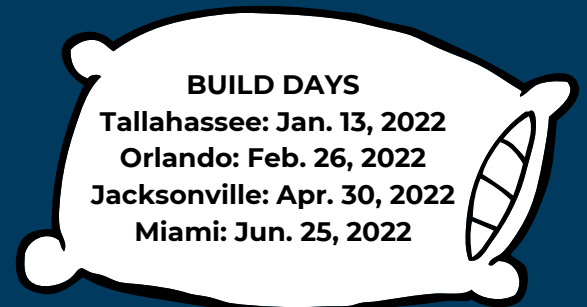 BUILD DAYS
Tallahassee: Jan. 13, 2022
Orlando: Feb. 26, 2022
Jacksonville: Apr. 30, 2022
Miami: Jun. 25, 2022